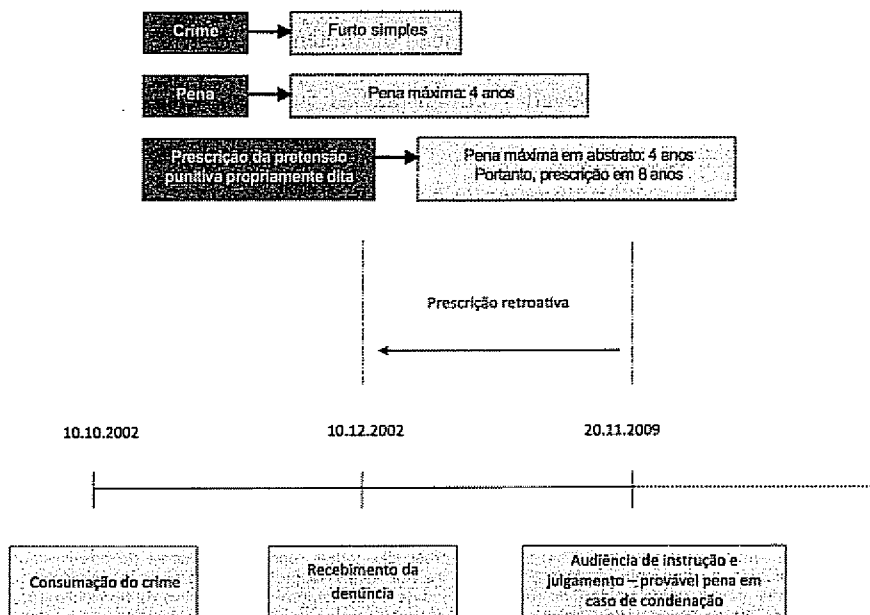 Crime
Furto simples
Pena
Pena máxima: 4 anos
Prescrição da pretensão
punitiva propriamente dita
Pena máxima em abstrato: 4 anos
Portanto, prescrição em 8 anos
Prescrição retroativa
10.10.2002
10.12.2002
20.11.2009
Consumação do crime
Recebimento da
denúncia
Audiência de instrução e
julgamento – provável pena em
caso de condenação